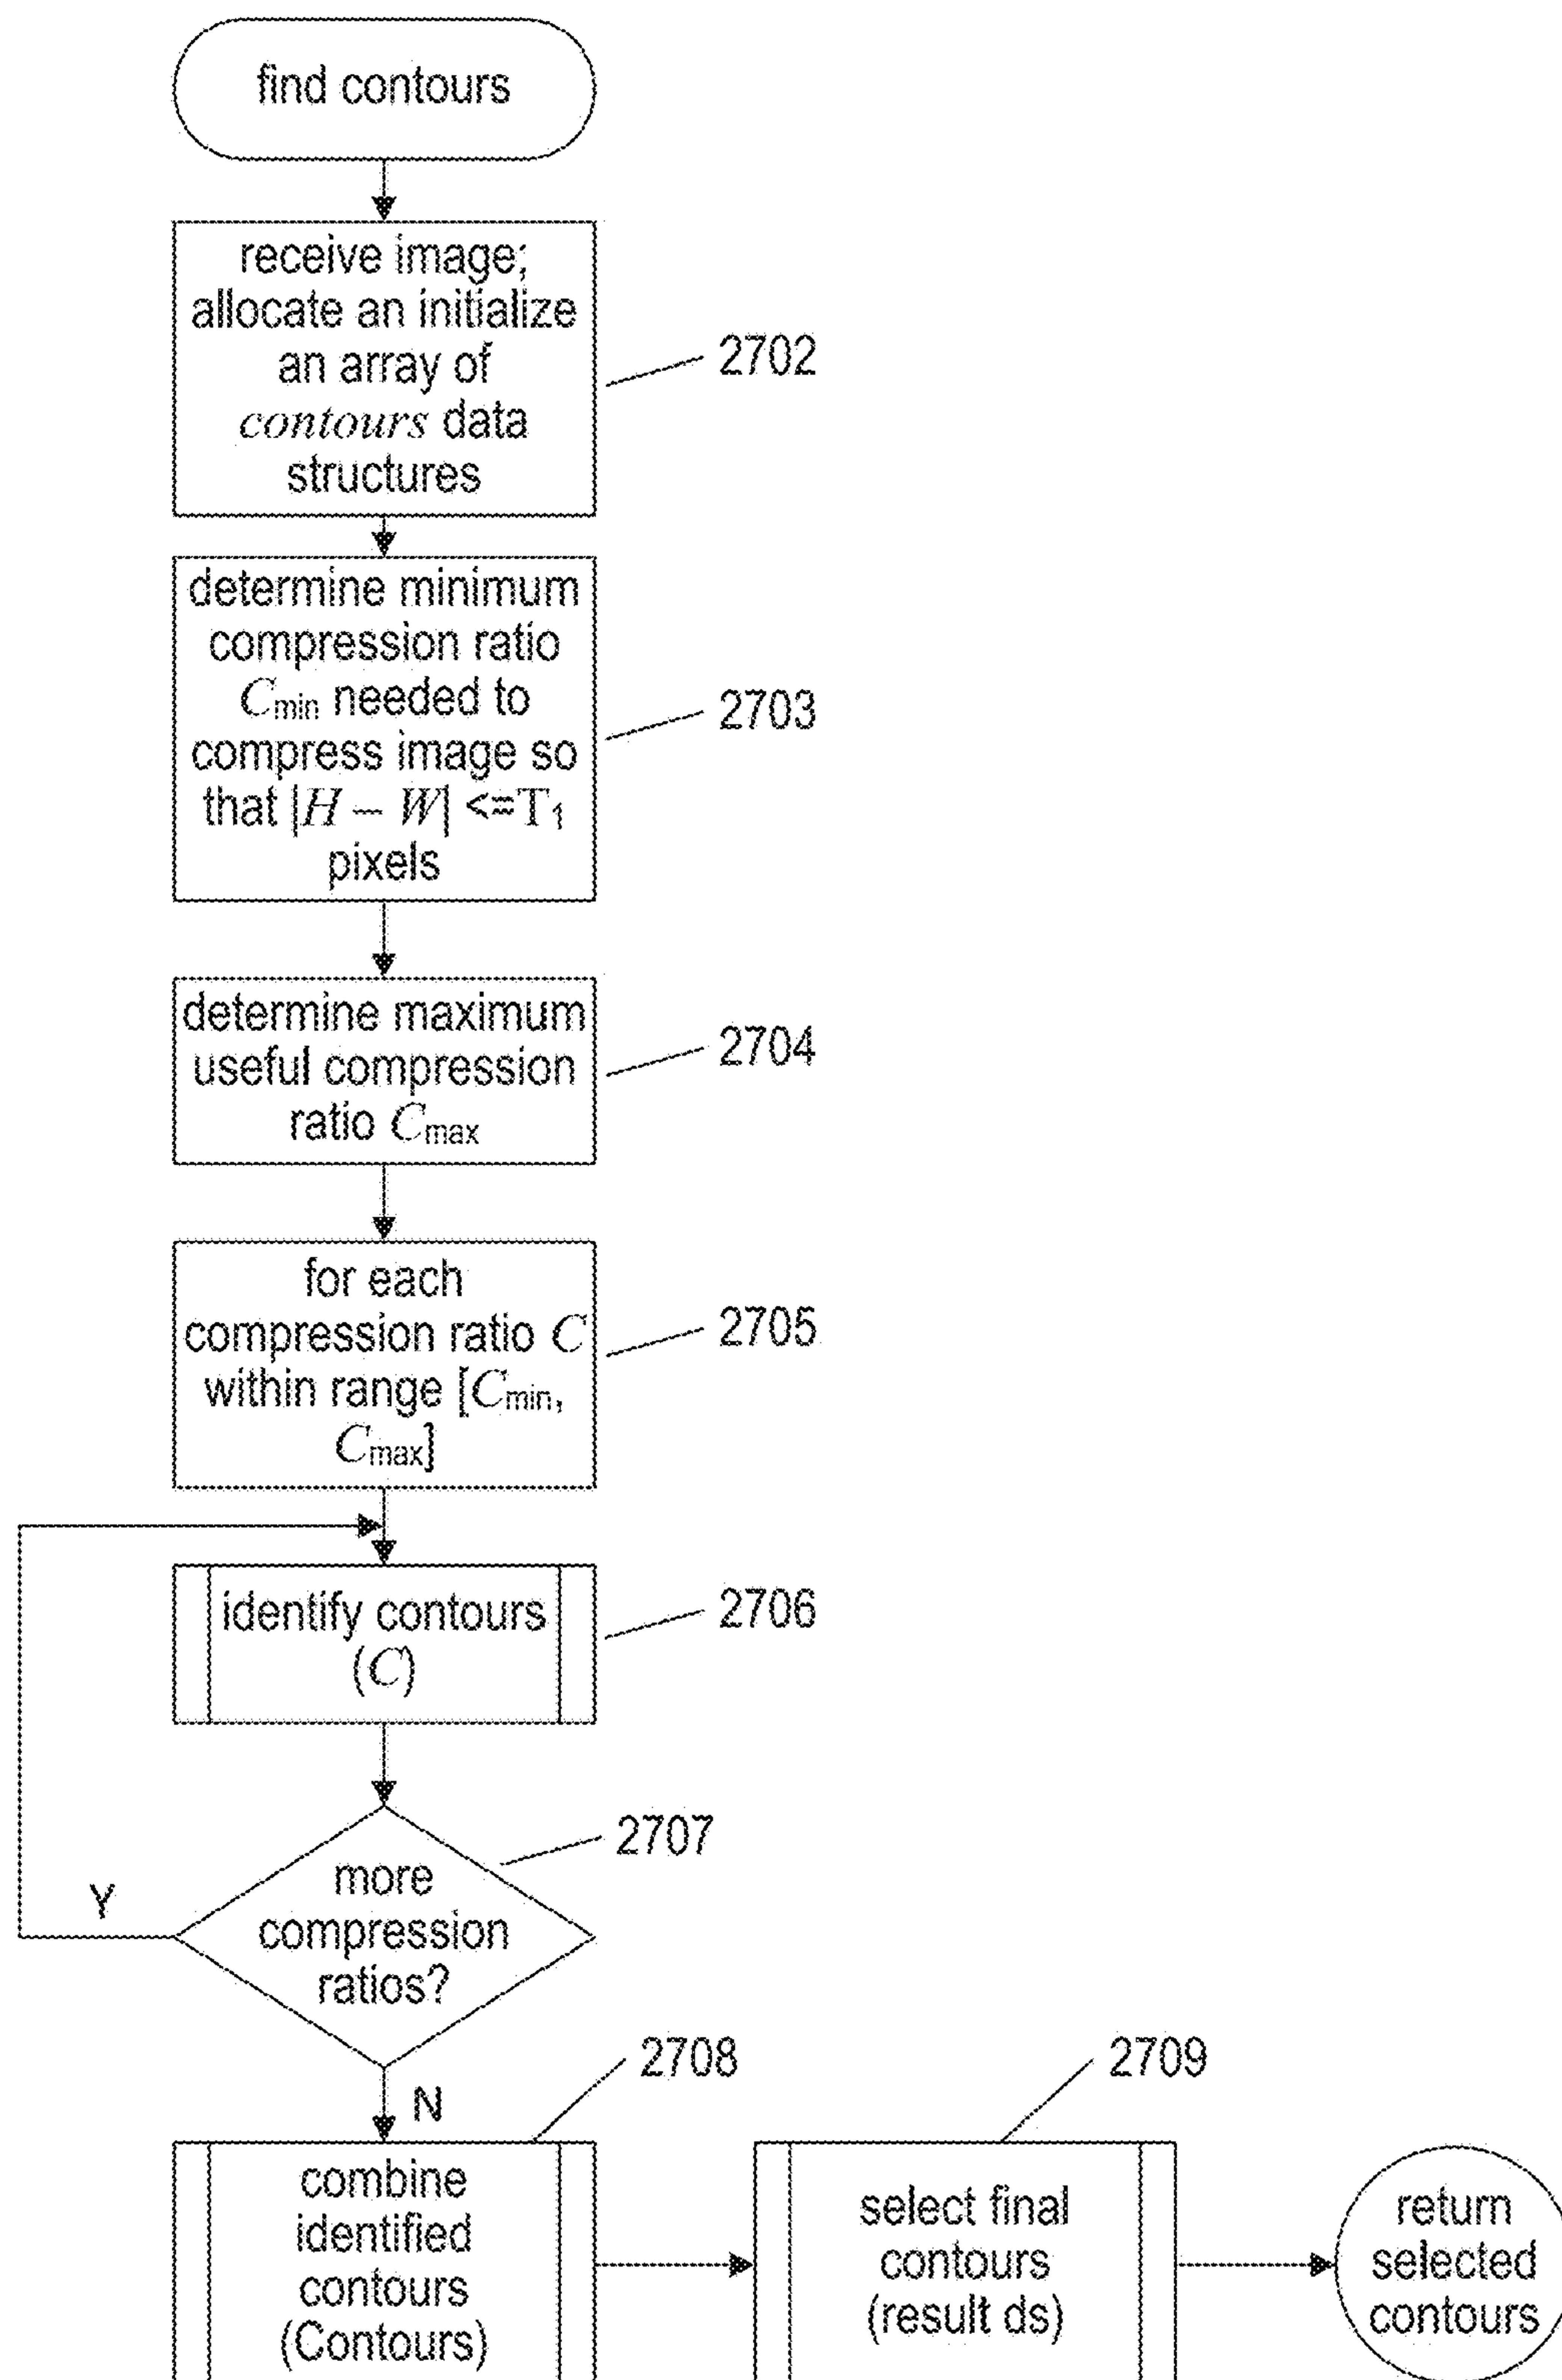 find contours
receive image;
allocate an initialize
an array of
contours data
structures
2702
determine minimum
compression ratio
Cmin needed to
compress image so
that |H – W| <=T1
pixels
2703
determine maximum
useful compression
ratio Cmax
2704
for each
compression ratio C
within range [Cmin,
Cmax]
2705
identify contours
(C)
2706
more
compression
ratios?
2707
Y
N
combine
identified
contours
(Contours)
2708
select final
contours
(result ds)
2709
return
selected
contours